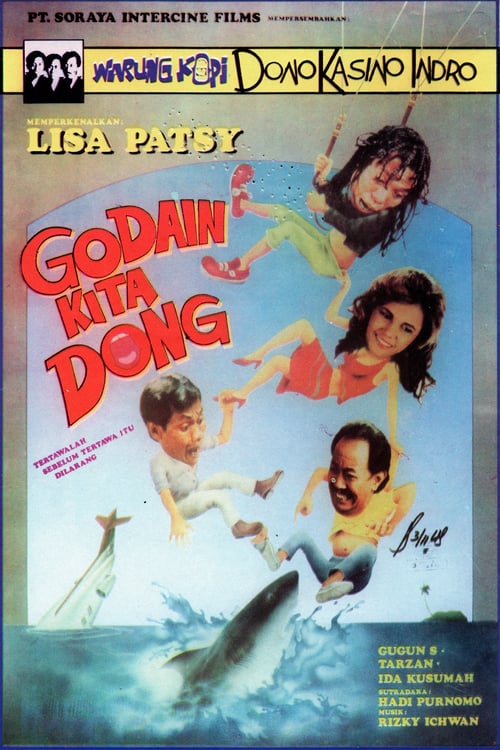 PT. SORAYA INTERCINE FILMS MEMPERSEMBAHKAN:
WARUNG KOPI DONO KASINO INDRO
MEMPERKENALKAN:
LISA PATSY
GODAIN
KITA
DONG
TERTAWALAH
SEBELUM TERTAWA ITU
DILARANG
GUGUN S.
TARZAN.
IDA KUSUMAH
SUTRADARA:
HADI PURNOMO
MUSIK:
RIZKY ICHWAN